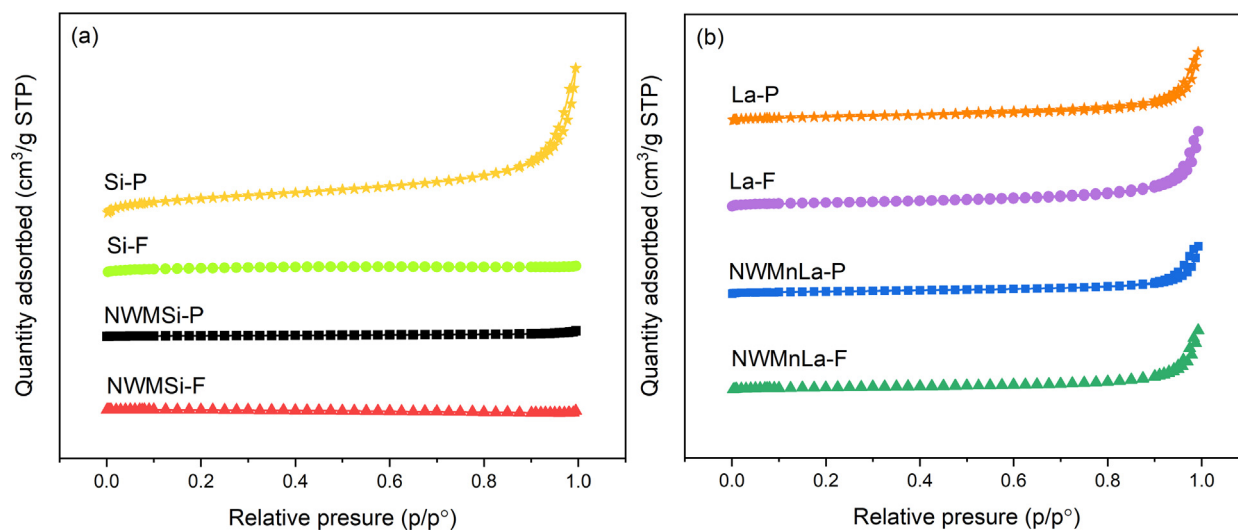 (a)
Quantity adsortbed (cm³/g STP)
Si-P
Si-F
NWMSi-P
NWMSi-F
0.0 0.2 0.4 0.6 0.8 1.0
Relative presure (p/p°)
(b)
Quantity adsortbed (cm³/g STP)
La-P
La-F
NWMnLa-P
NWMnLa-F
0.0 0.2 0.4 0.6 0.8 1.0
Relative presure (p/p°)